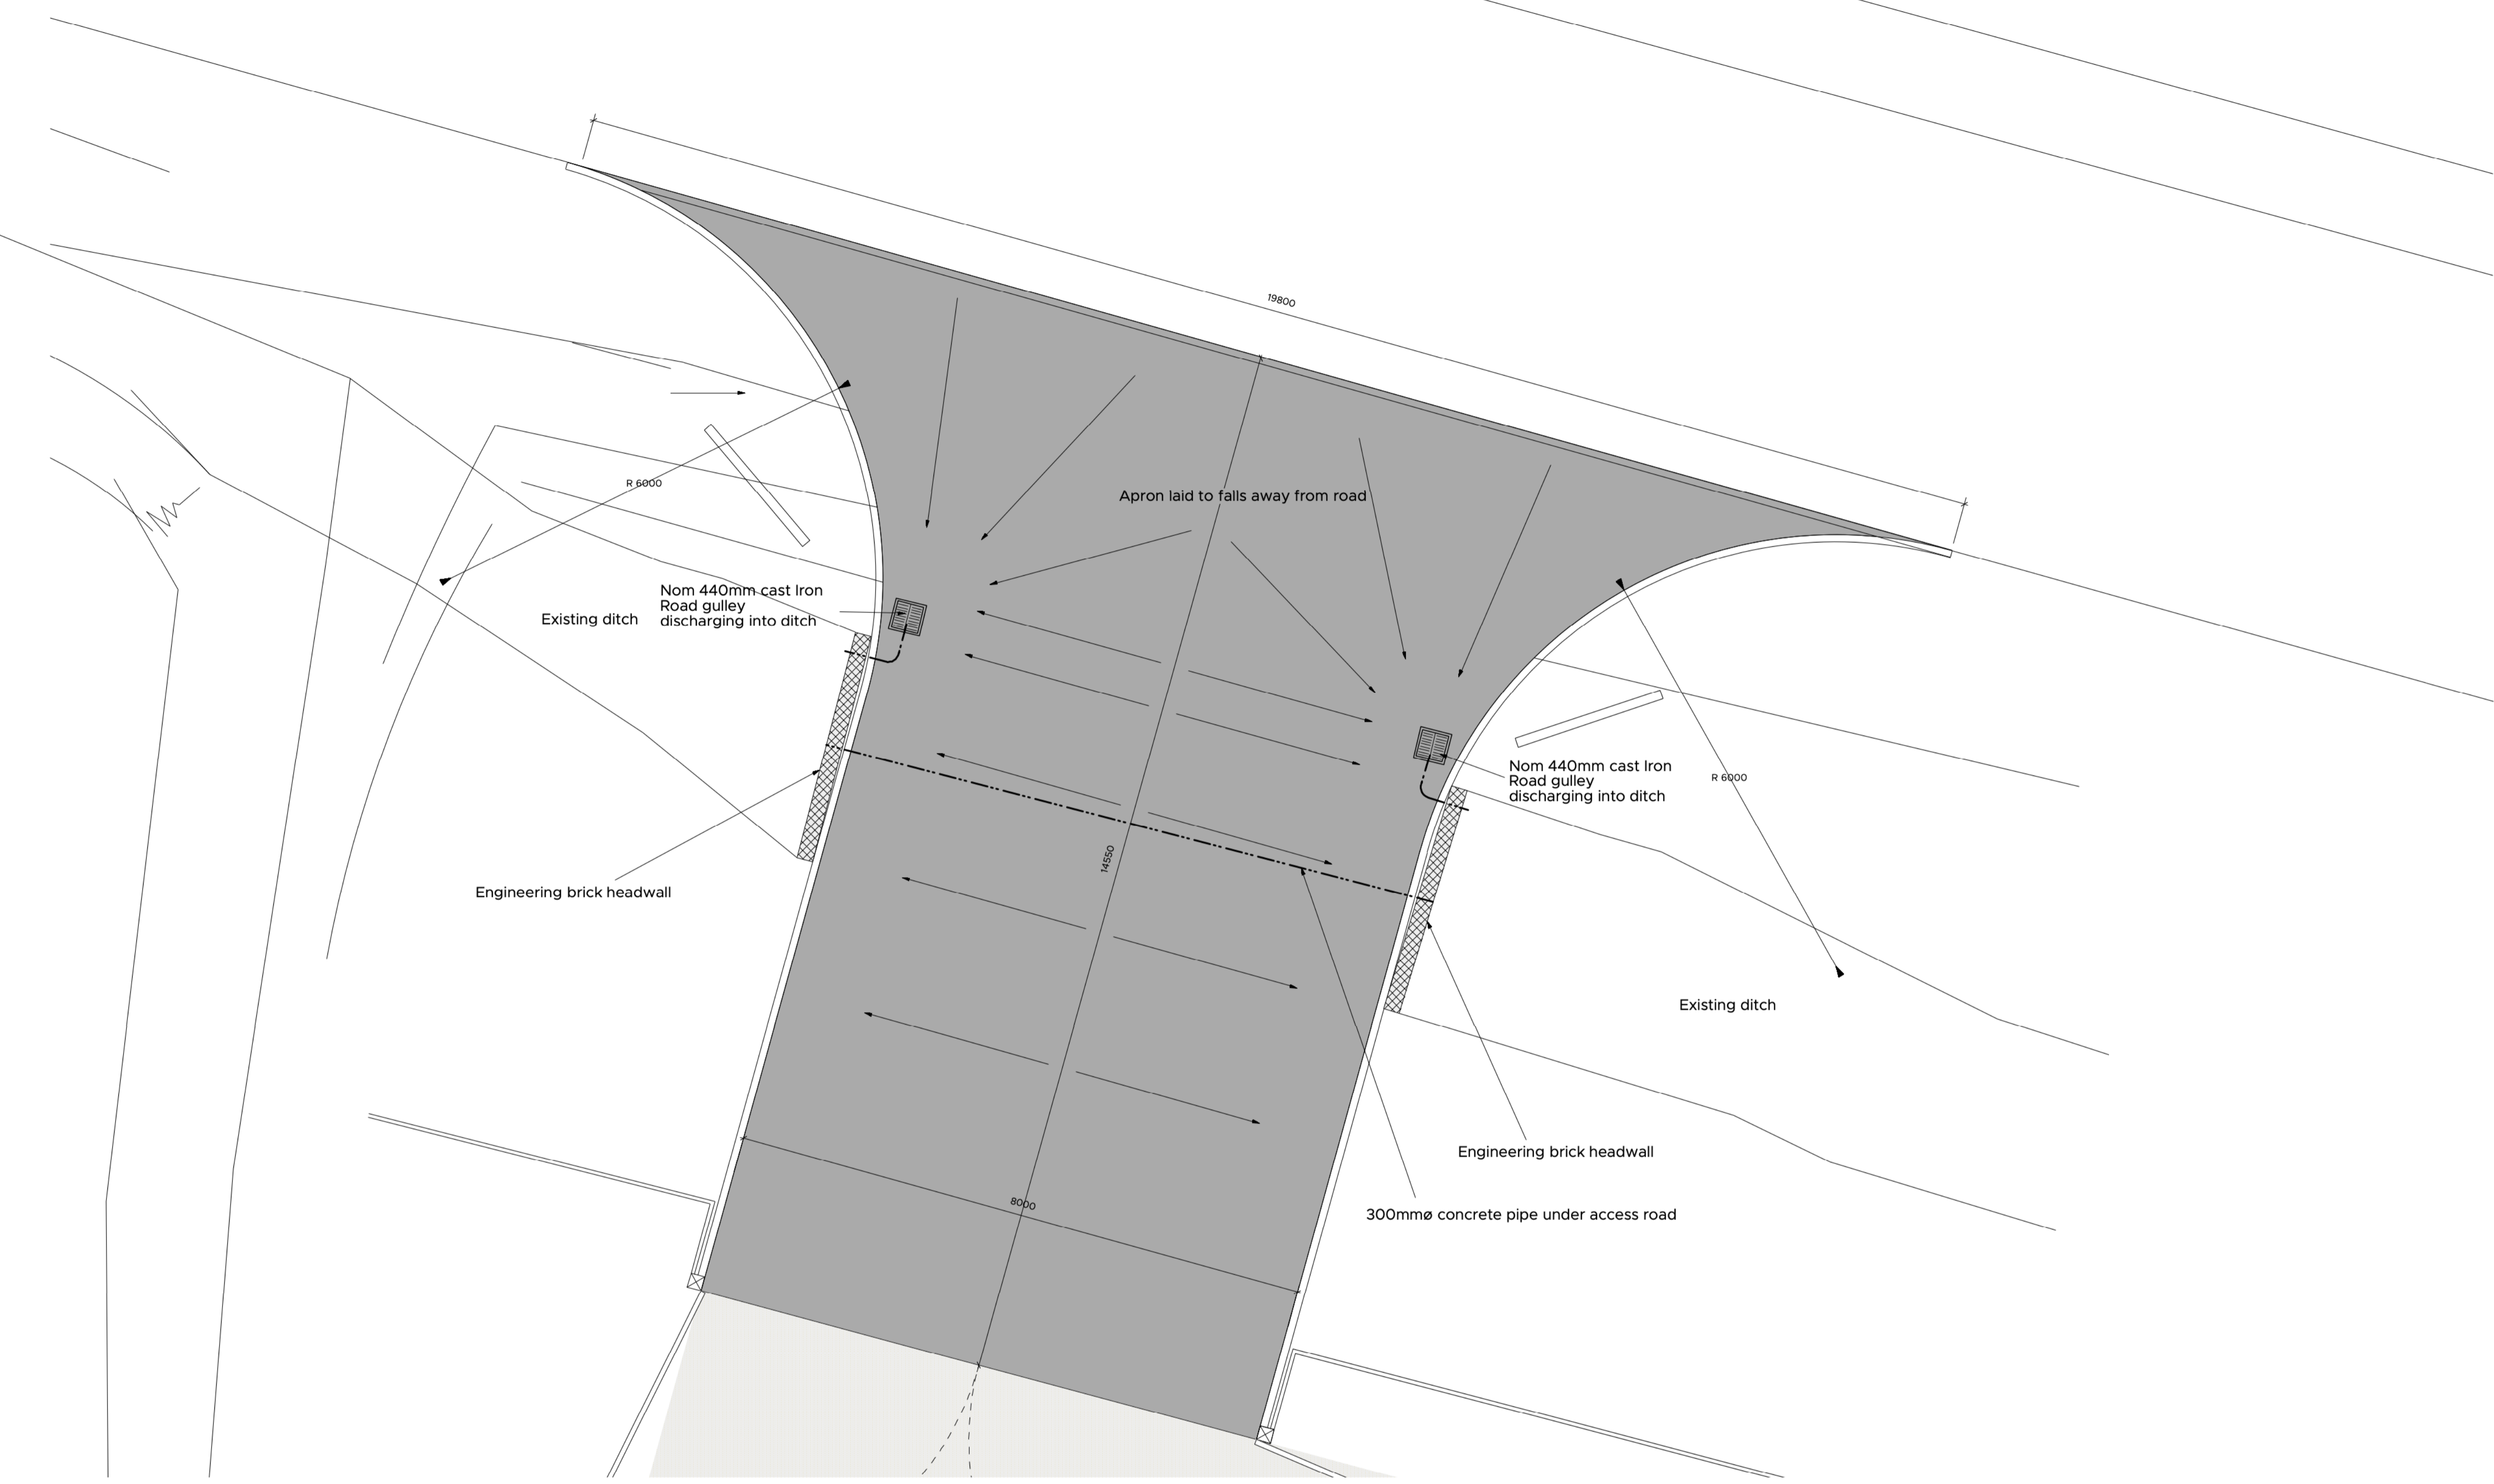 19800
R 6000
Apron laid to falls away from road
Nom 440mm cast Iron
Road gulley
discharging into ditch
Existing ditch
Nom 440mm cast Iron
Road gulley
discharging into ditch
R 6000
14550
Engineering brick headwall
Existing ditch
Engineering brick headwall
8000
300mmø concrete pipe under access road